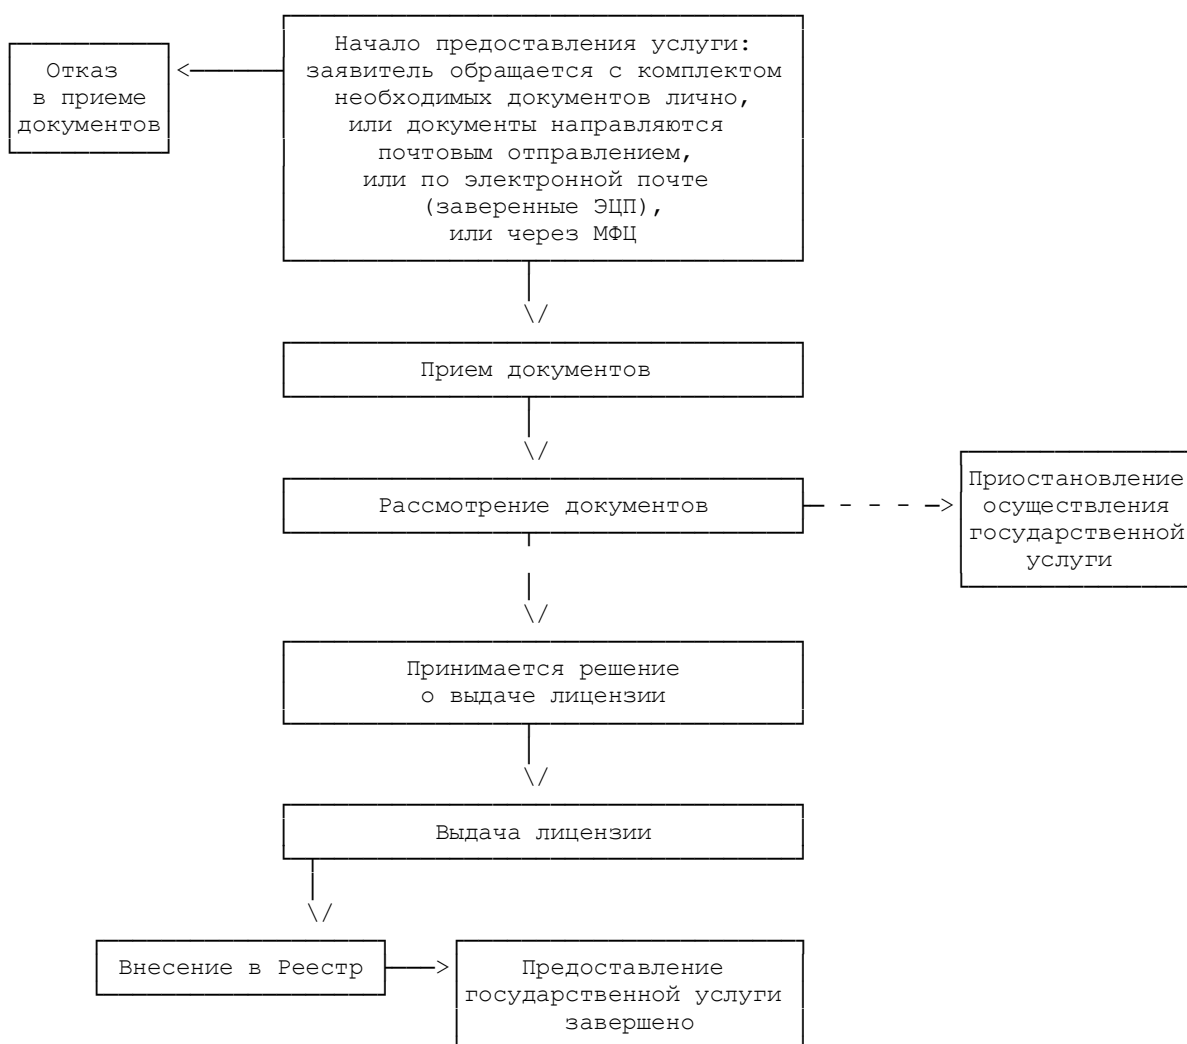 Отказ
в приеме
документов
Начало предоставления услуги:
заявитель обращается с комплектом
необходимых документов лично,
или документы направляются
почтовым отправлением,
или по электронной почте
(заверенные ЭЦП),
или через МФЦ
Прием документов
Рассмотрение документов
Приостановление
осуществления
государственной
услуги
Принимается решение
о выдаче лицензии
Выдача лицензии
Внесение в Реестр
Предоставление
государственной услуги
завершено